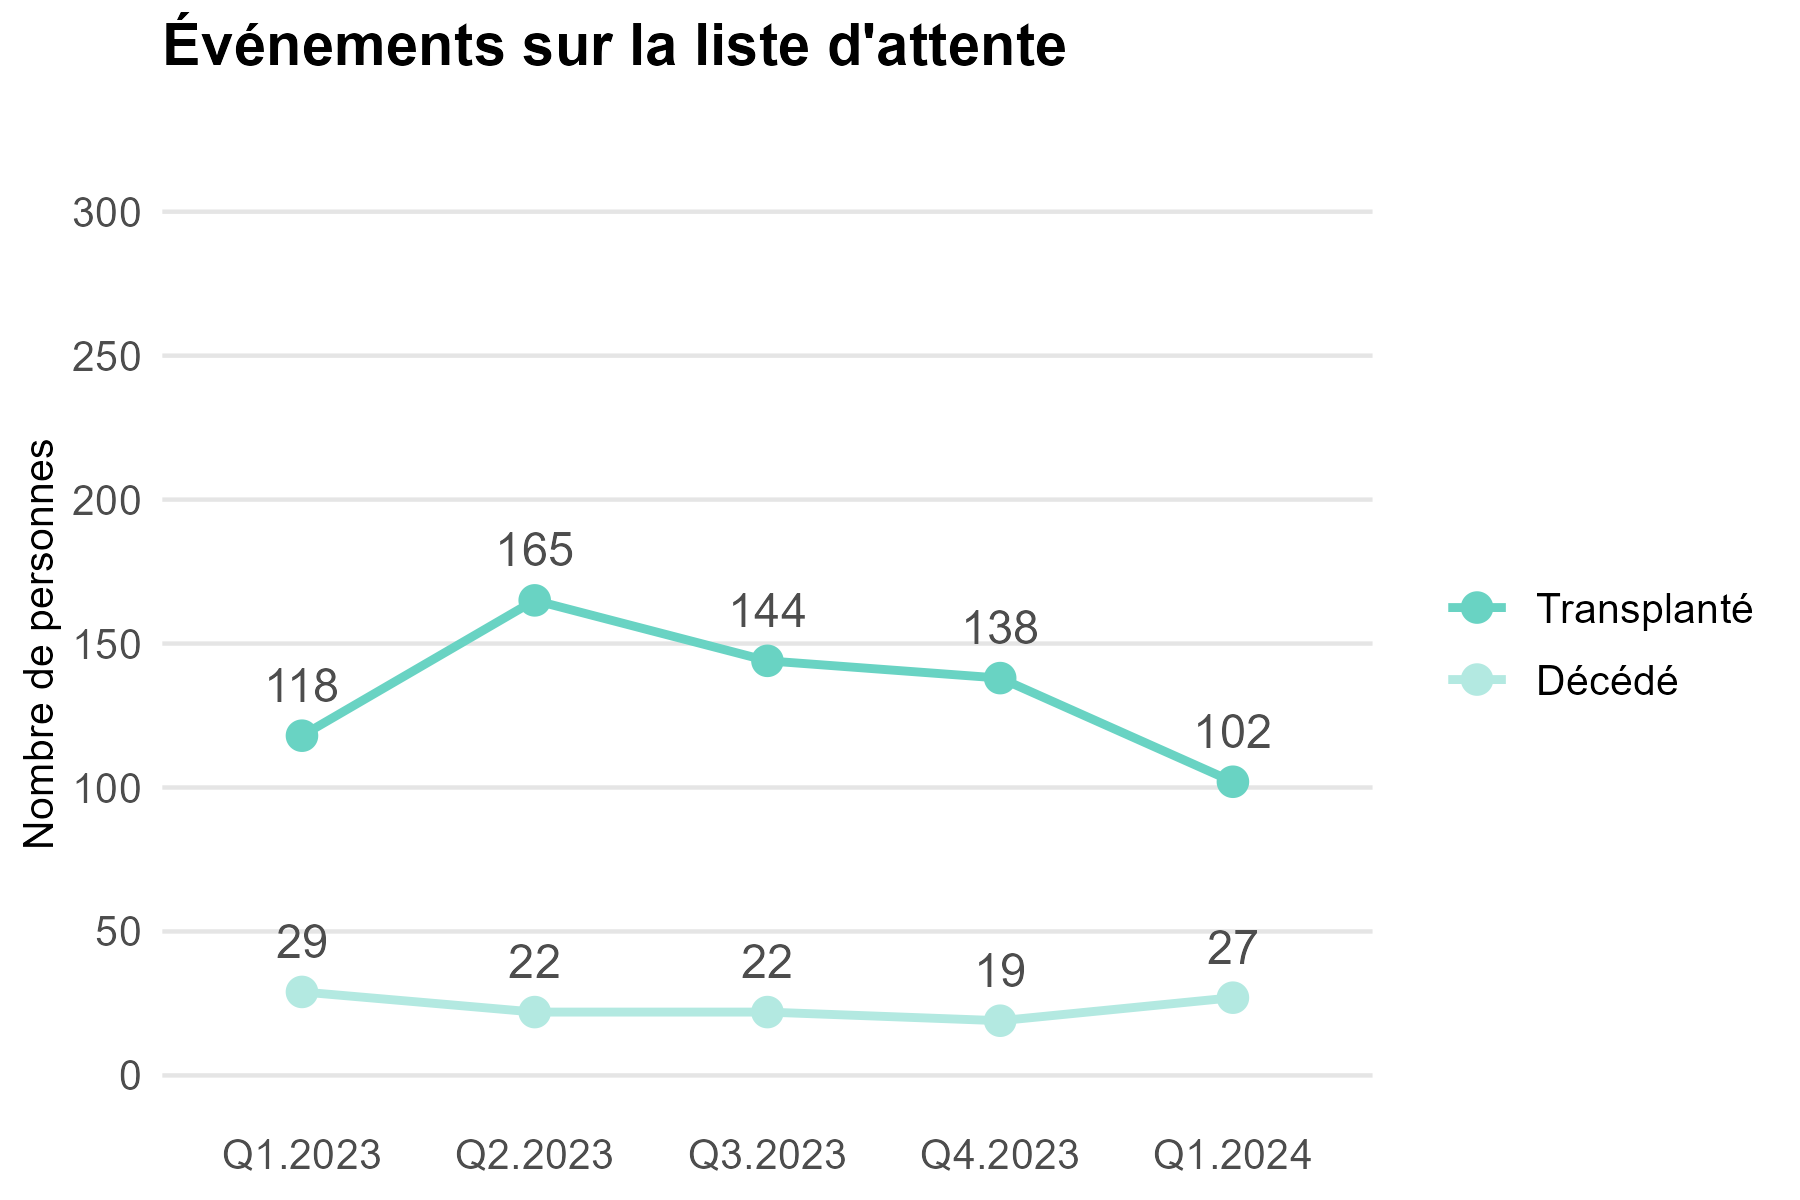 Événements sur la liste d'attente
Nombre de personnes
300
250
200
150
100
50
0
118
165
144
138
102
29
22
22
19
27
Q1.2023
Q2.2023
Q3.2023
Q4.2023
Q1.2024
Transplanté
Décédé